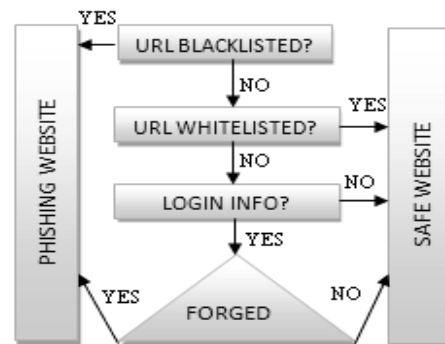 YES
URL BLACKLISTED?
NO
URL WHITELISTED?
YES
NO
LOGIN INFO?
NO
YES
FORGED
YES
NO
PHISHING WEBSITE
SAFE WEBSITE